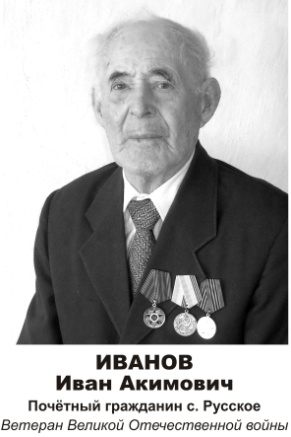 ИВАНОВ
Иван Акимович
Почётный гражданин с. Русское
Ветеран Великой Отечественной войны